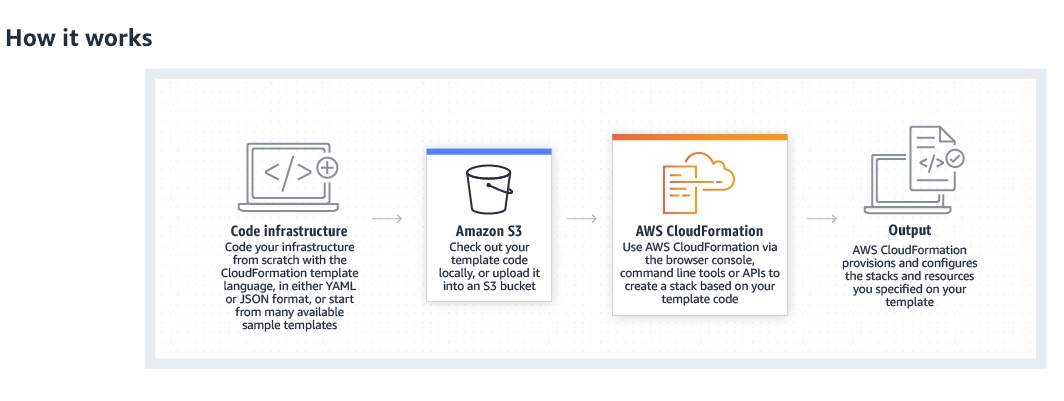 How it works
Code infrastructure
Code your infrastructure
from scratch with the
CloudFormation template
language, in either YAML
or JSON format, or start
from many available
sample templates
Amazon S3
Check out your
template code
locally, or upload it
into an S3 bucket
AWS CloudFormation
Use AWS CloudFormation via
the browser console,
command line tools or APIs to
create a stack based on your
template code
Output
AWS CloudFormation
provisions and configures
the stacks and resources
you specified on your
template